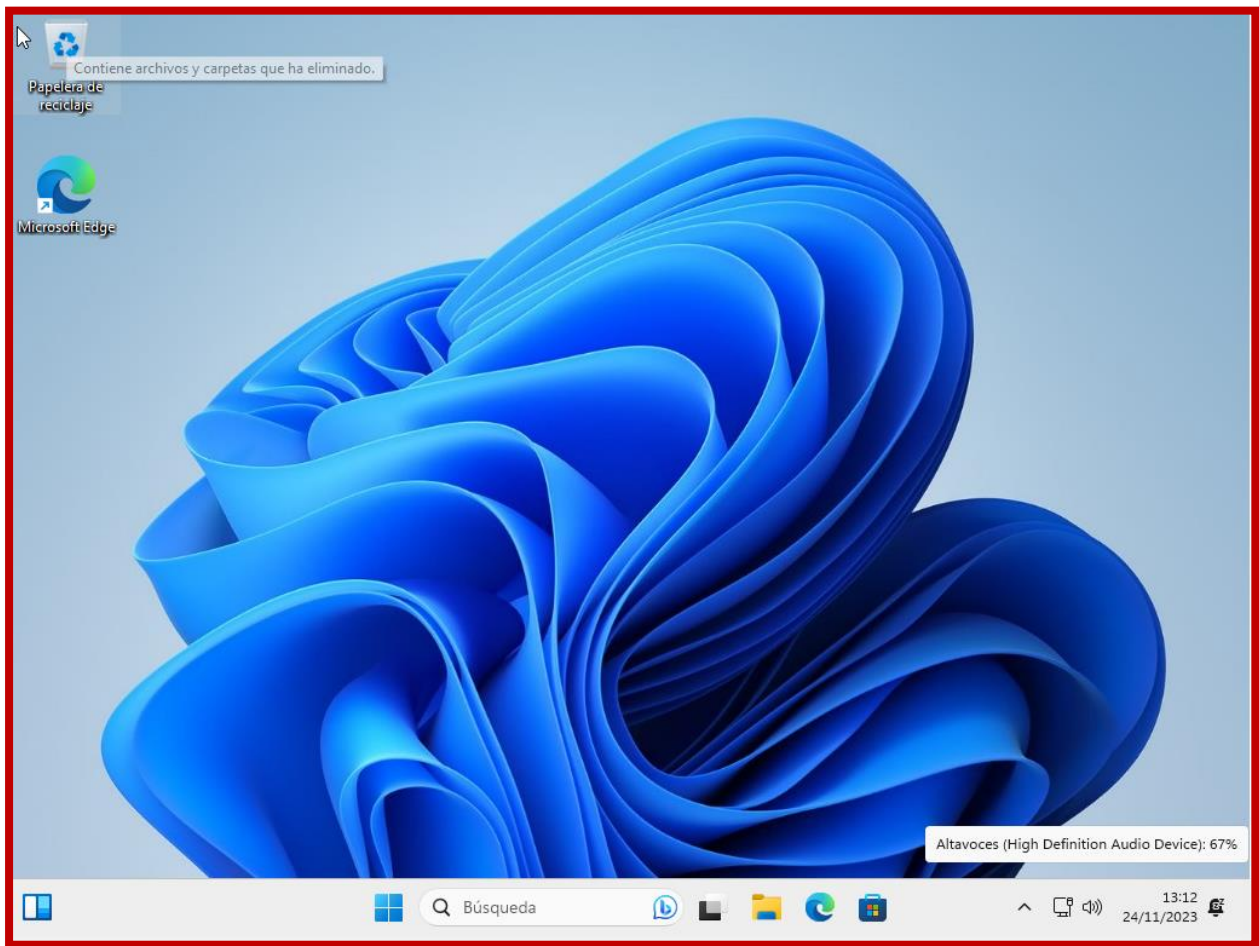 Contiene archivos y carpetas que ha eliminado.
Papelera de
reciclaje
Microsoft Edge
Altavoces (High Definition Audio Device): 67%
Búsqueda
13:12
24/11/2023